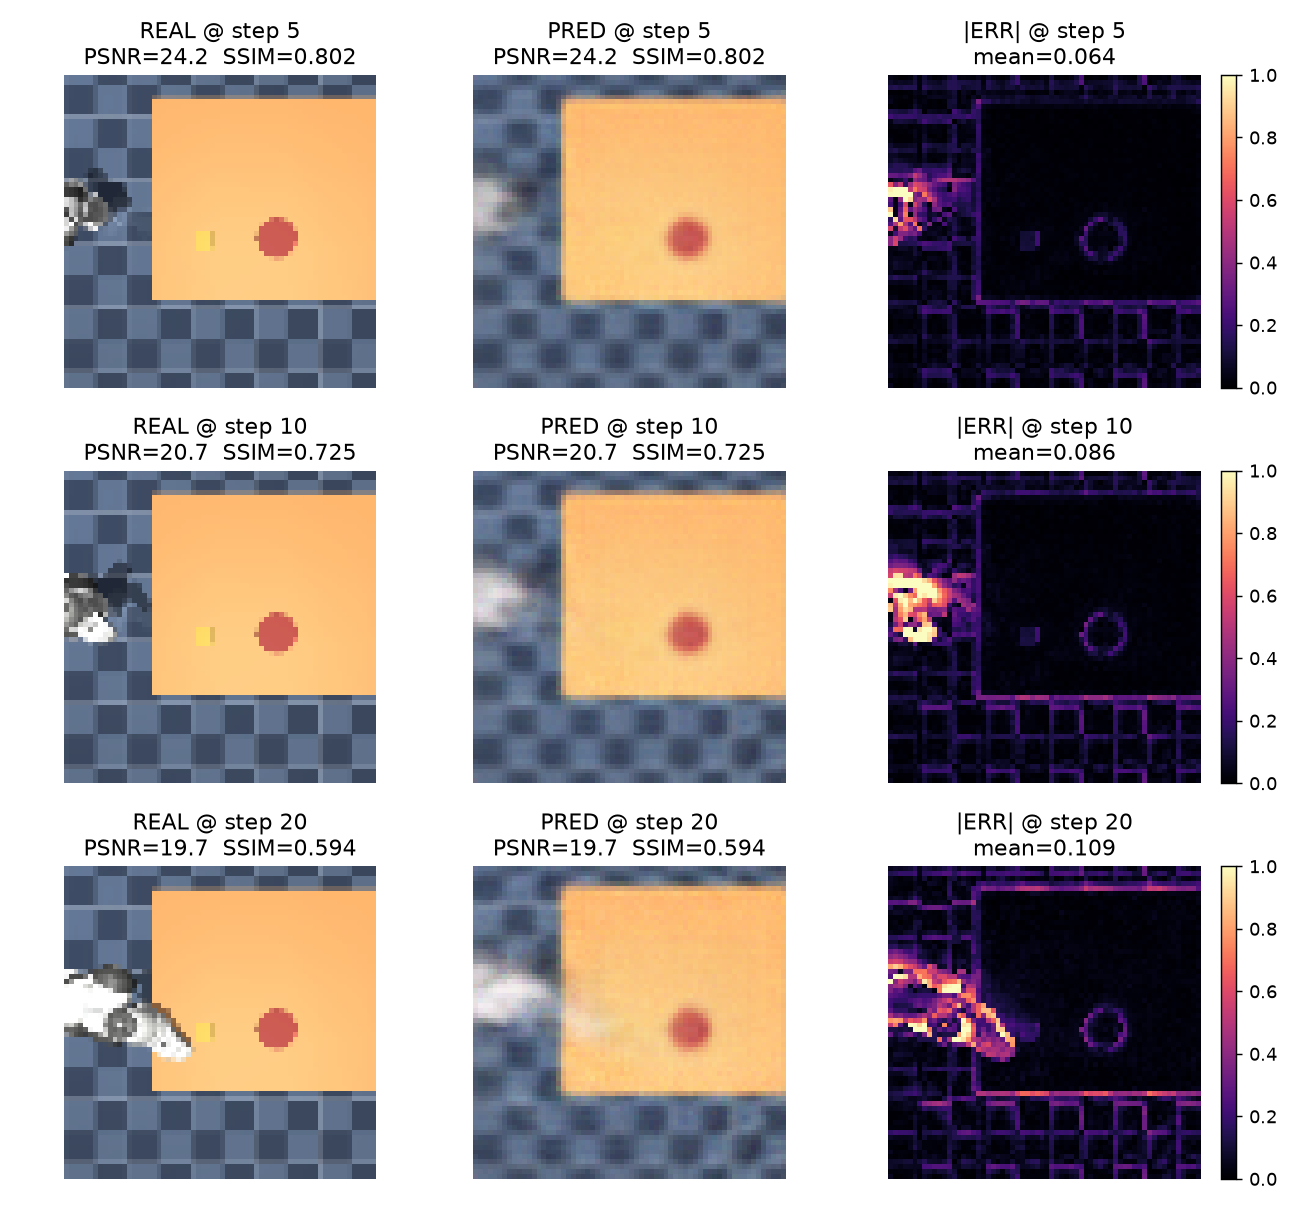 REAL @ step 5
PSNR=24.2 SSIM=0.802
PRED @ step 5
PSNR=24.2 SSIM=0.802
|ERR| @ step 5
mean=0.064
1.0
0.8
0.6
0.4
0.2
0.0
REAL @ step 10
PSNR=20.7 SSIM=0.725
PRED @ step 10
PSNR=20.7 SSIM=0.725
|ERR| @ step 10
mean=0.086
1.0
0.8
0.6
0.4
0.2
0.0
REAL @ step 20
PSNR=19.7 SSIM=0.594
PRED @ step 20
PSNR=19.7 SSIM=0.594
|ERR| @ step 20
mean=0.109
1.0
0.8
0.6
0.4
0.2
0.0